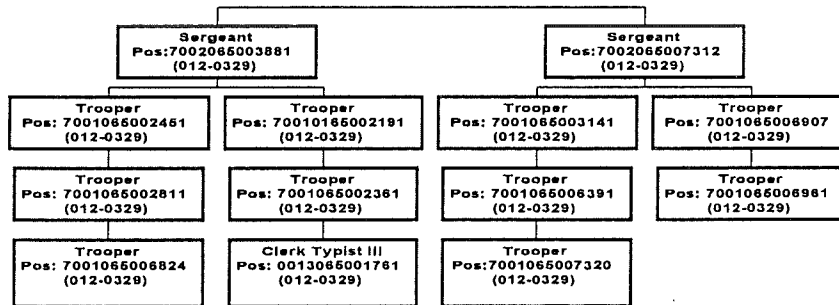 Sergeant
Pos:7002065003881
(012-0329)
Sergeant
Pos:7002065007312
(012-0329)
Trooper
Pos: 7001065002451
(012-0329)
Trooper
Pos: 70010165002191
(012-0329)
Trooper
Pos: 7001065003141
(012-0329)
Trooper
Pos: 7001065006907
(012-0329)
Trooper
Pos: 7001065002811
(012-0329)
Trooper
Pos: 7001065002361
(012-0329)
Trooper
Pos: 7001065006391
(012-0329)
Trooper
Pos: 7001065006961
(012-0329)
Trooper
Pos: 7001065006824
(012-0329)
Clerk Typist III
Pos: 0013065001761
(012-0329)
Trooper
Pos:7001065007320
(012-0329)